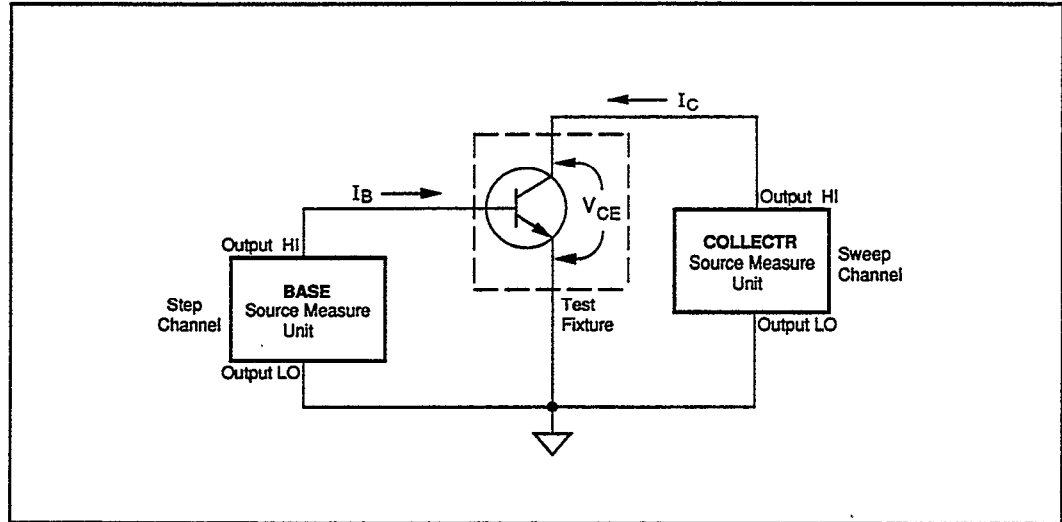 I_C
I_B
V_CE
Output HI
Output HI
COLLECTR
Source Measure
Unit
Sweep
Channel
BASE
Source Measure
Unit
Step
Channel
Test
Fixture
Output LO
Output LO